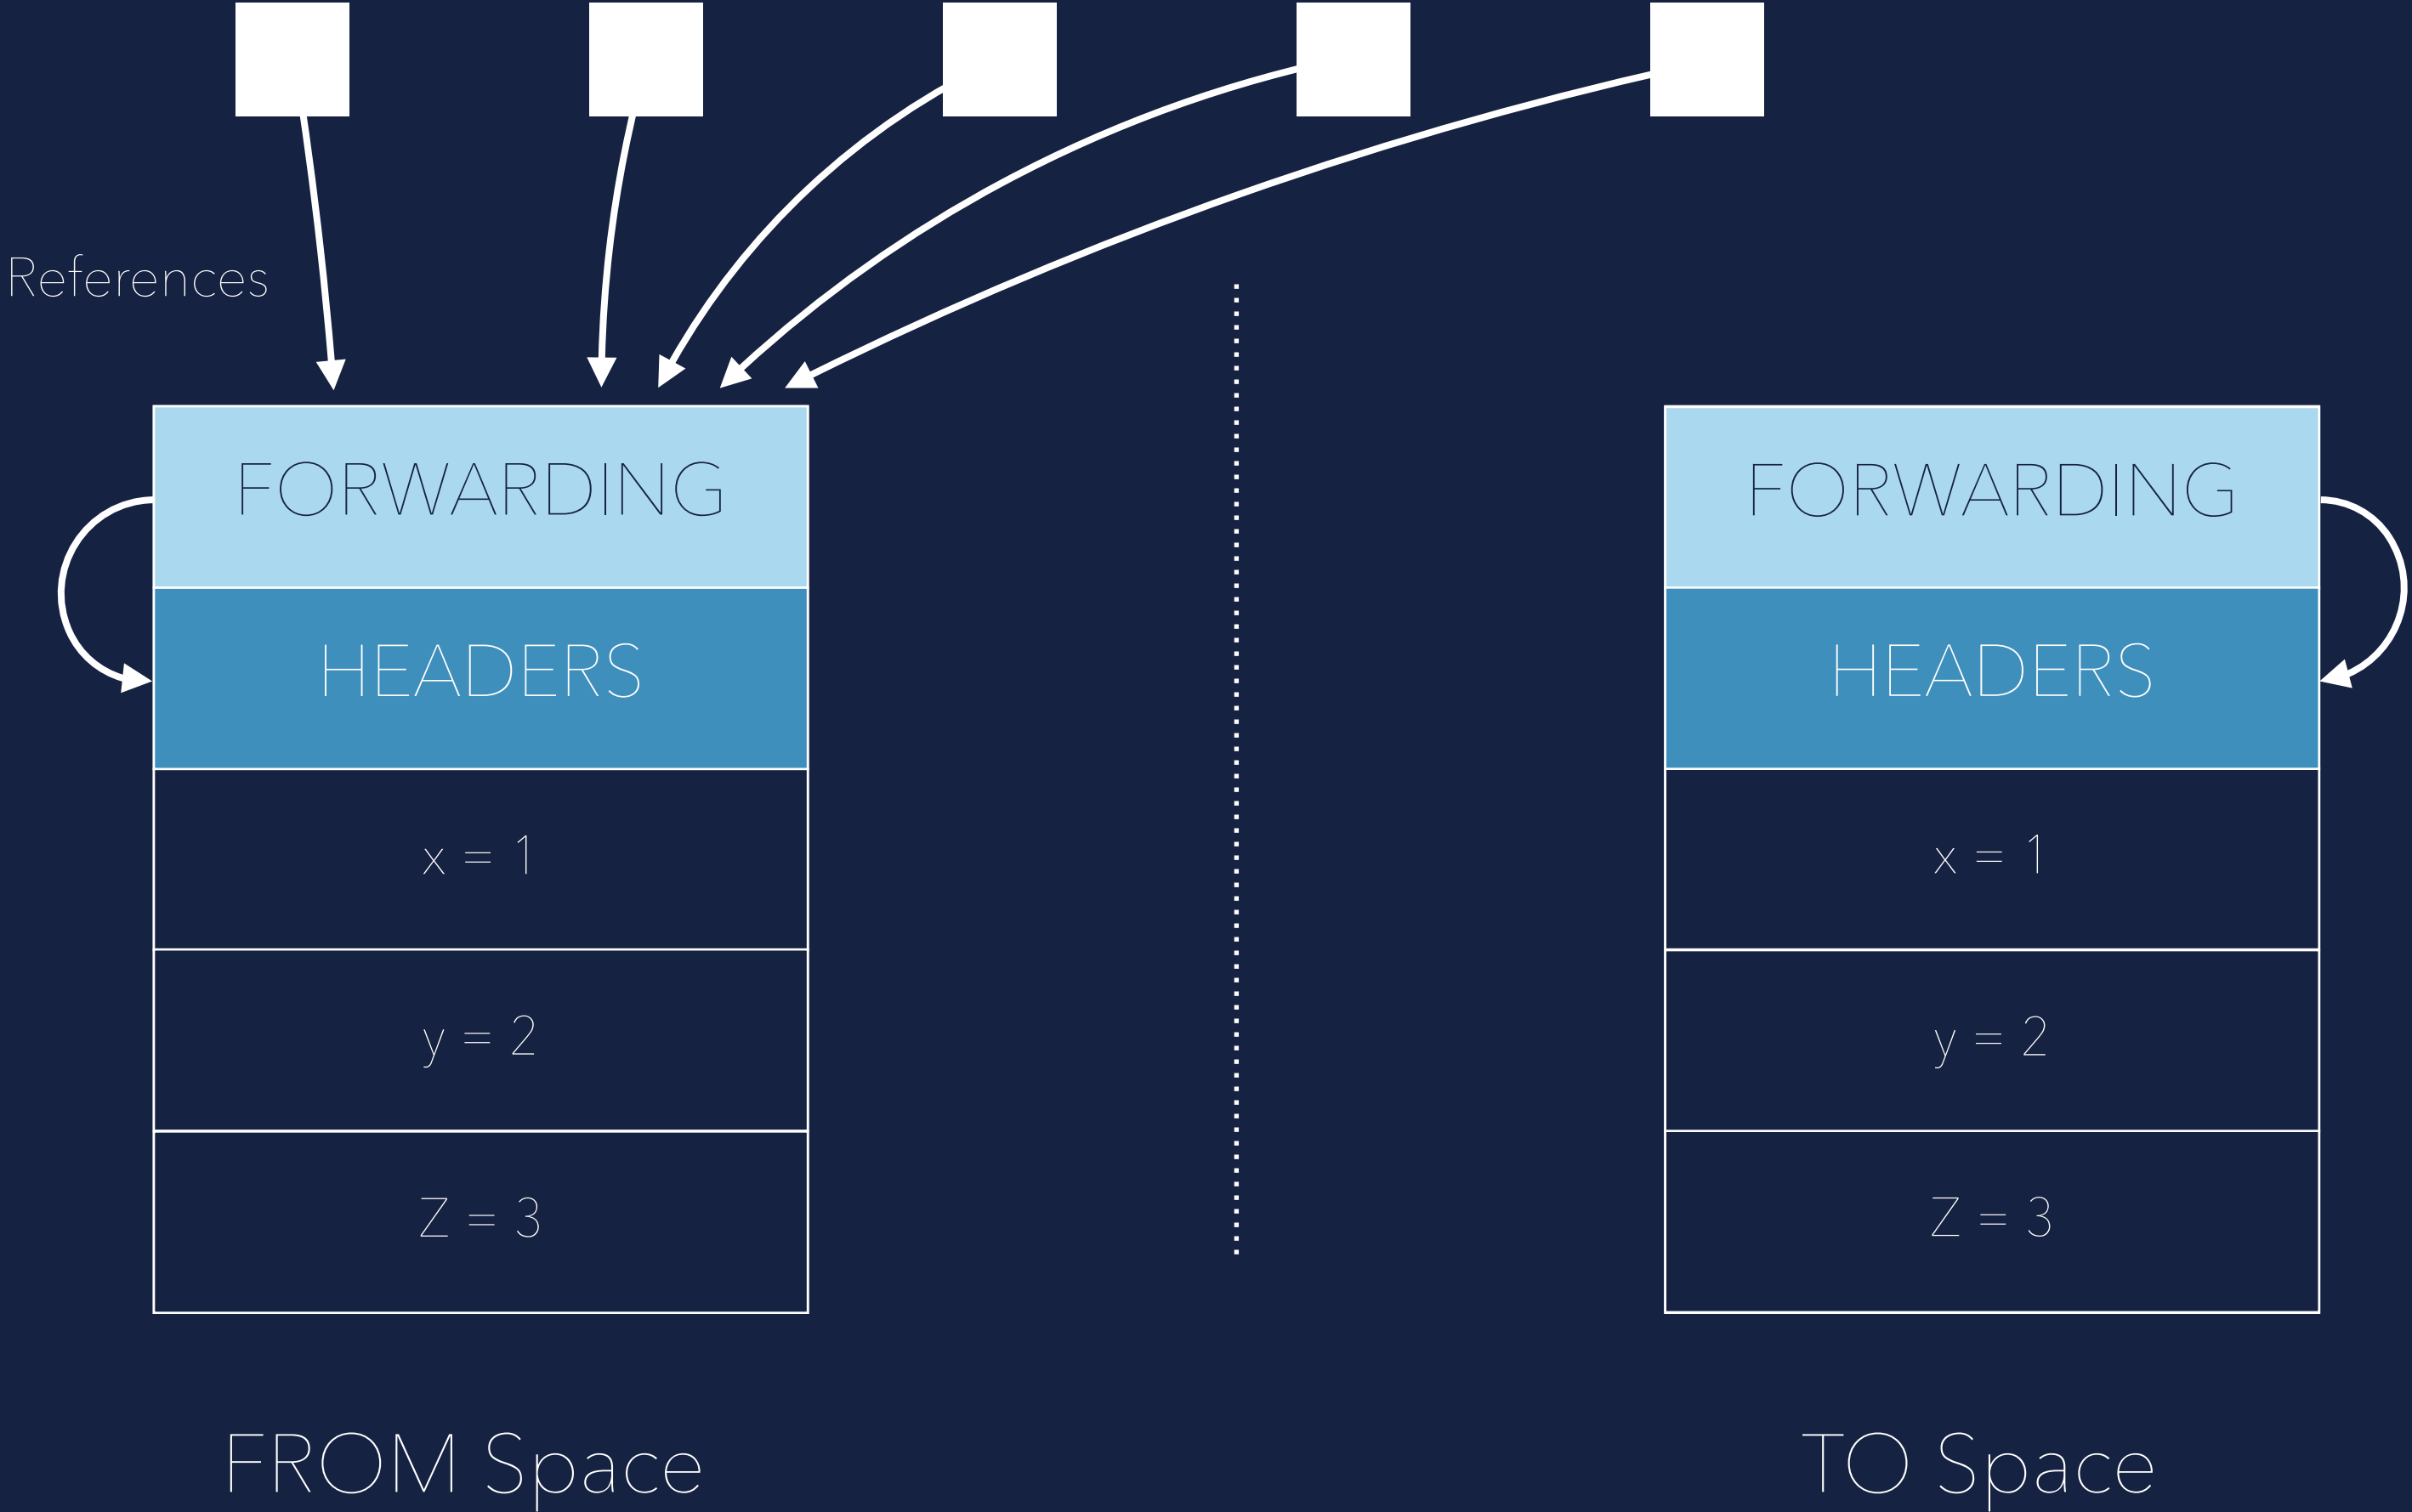 References
FORWARDING
HEADERS
x = 1
y = 2
Z = 3
FROM Space
FORWARDING
HEADERS
x = 1
y = 2
Z = 3
TO Space